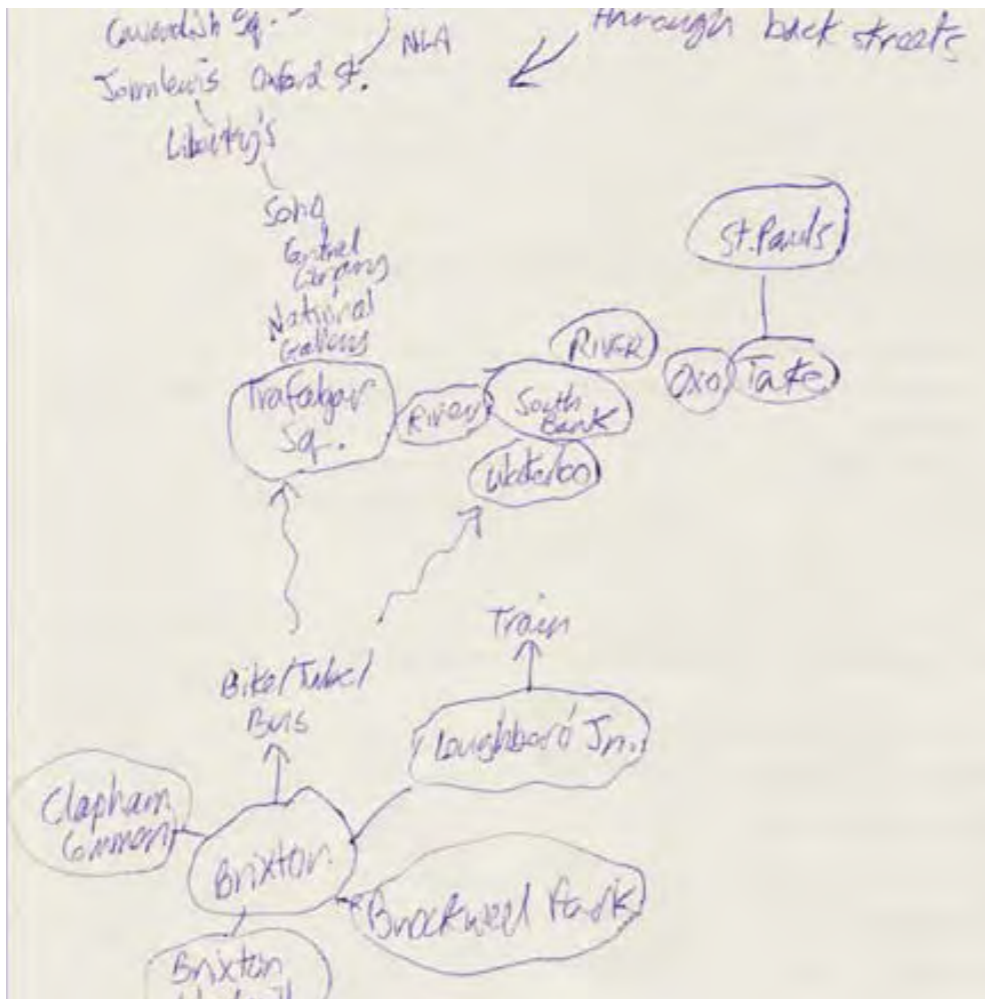 Cavendish Sq.
through back streets
NLA
John lewis Oxford St.
Liberty's
Soho
National
Gallery
St. Pauls
RIVER
Oxo Tate
Trafalgar
Sq.
River
South
Bank
Waterloo
Train
Bike/Tube/
Bus
Loughboro' Jn.
Clapham
Common
Brixton
Brockwell Park
Brixton